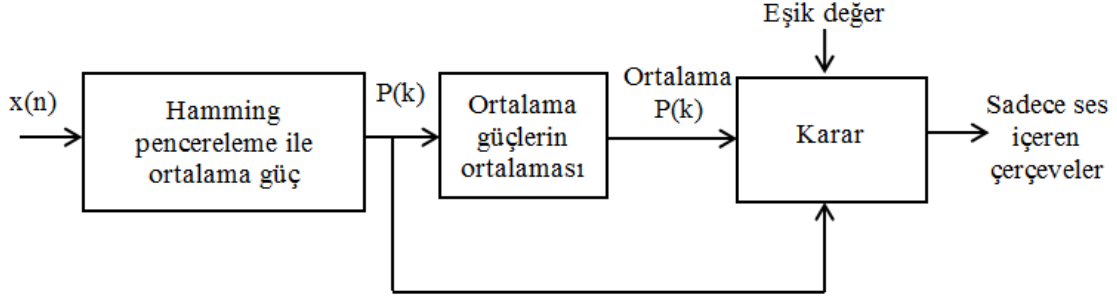 Eşik değer
x(n)
Hamming
pencereleme ile
ortalama güç
P(k)
Ortalama
güçlerin
ortalaması
Ortalama
P(k)
Karar
Sadece ses
içeren
çerçeveler